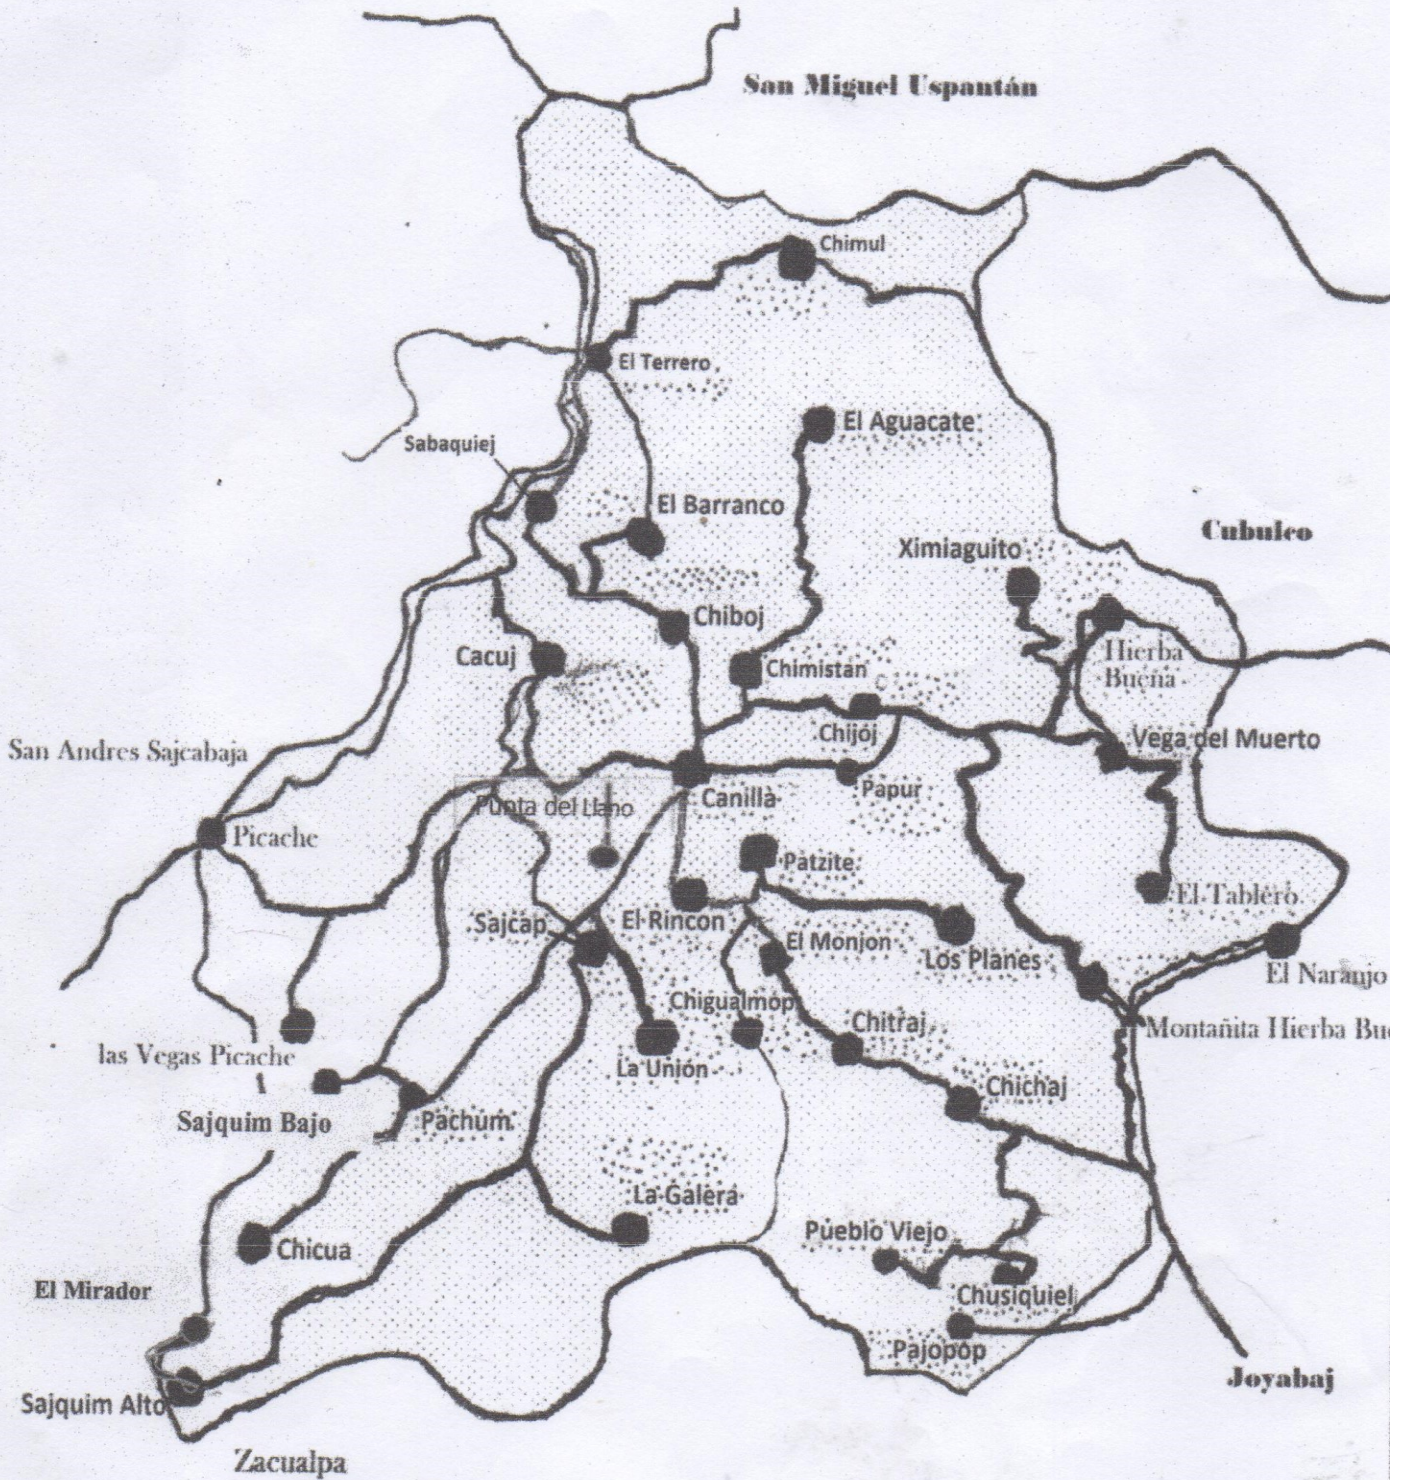 San Miguel Uspantán
Chimul
El Terrero
El Aguacate
Sabaquiej
El Barranco
Cubulco
Ximiaguito
Chiboj
Hierba
Bueña
Cacuj
Chimistan
Chijoj
Vega del Muerto
San Andres Sajcabaja
Papur
Canillà
Punta del Llano
Picache
Patzite
El Tablero
Sajcap
El Rincon
El Monjon
Los Planes
El Naranjo
Chigualmop
Chitraj
Montañita Hierba Bu
las Vegas Picache
La Unión
Chichaj
Sajquim Bajo
Pachum
La Galera
Pueblo Viejo
Chicua
El Mirador
Chusiquiel
Pajopop
Joyabaj
Sajquim Alto
Zacualpa